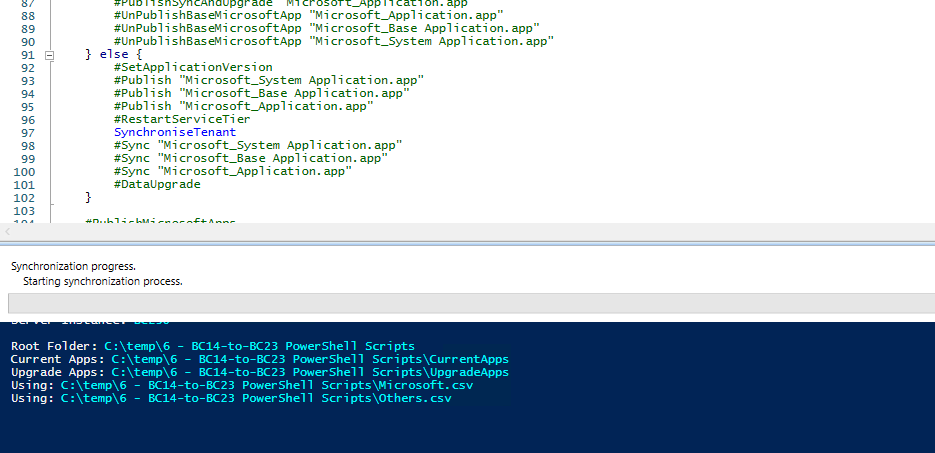 87 #PublishSyncAndUpgrade "Microsoft_Application.app"
88 #UnPublishBaseMicrosoftApp "Microsoft_Application.app"
89 #UnPublishBaseMicrosoftApp "Microsoft_Base Application.app"
90 #UnPublishBaseMicrosoftApp "Microsoft_System Application.app"
91 } else {
92 #SetApplicationVersion
93 #Publish "Microsoft_System Application.app"
94 #Publish "Microsoft_Base Application.app"
95 #Publish "Microsoft_Application.app"
96 #RestartServiceTier
97 SynchroniseTenant
98 #Sync "Microsoft_System Application.app"
99 #Sync "Microsoft_Base Application.app"
100 #Sync "Microsoft_Application.app"
101 #DataUpgrade
102 }
103
104 #PublishMicrosoftApps
Synchronization progress.
Starting synchronization process.
Server Instance: BC230
Root Folder: C:\temp\6 - BC14-to-BC23 PowerShell Scripts
Current Apps: C:\temp\6 - BC14-to-BC23 PowerShell Scripts\CurrentApps
Upgrade Apps: C:\temp\6 - BC14-to-BC23 PowerShell Scripts\UpgradeApps
Using: C:\temp\6 - BC14-to-BC23 PowerShell Scripts\Microsoft.csv
Using: C:\temp\6 - BC14-to-BC23 PowerShell Scripts\Others.csv